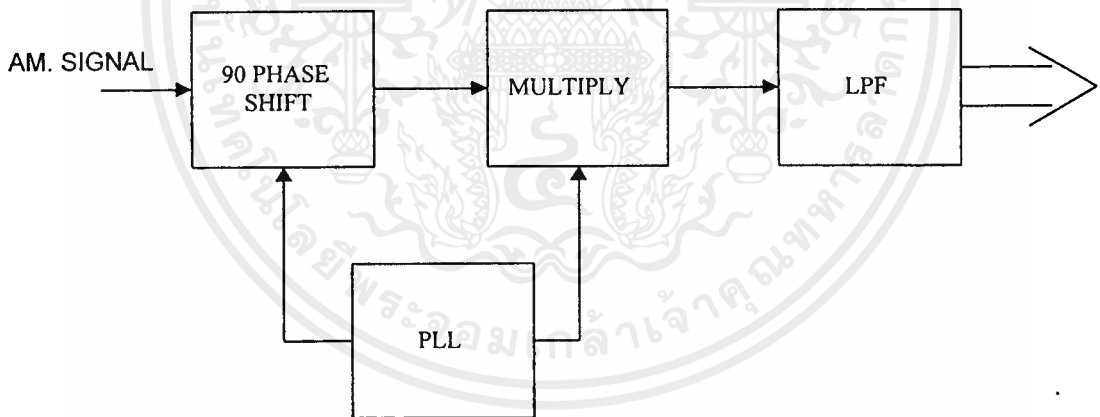 AM. SIGNAL
90 PHASE
SHIFT
MULTIPLY
LPF
PLL